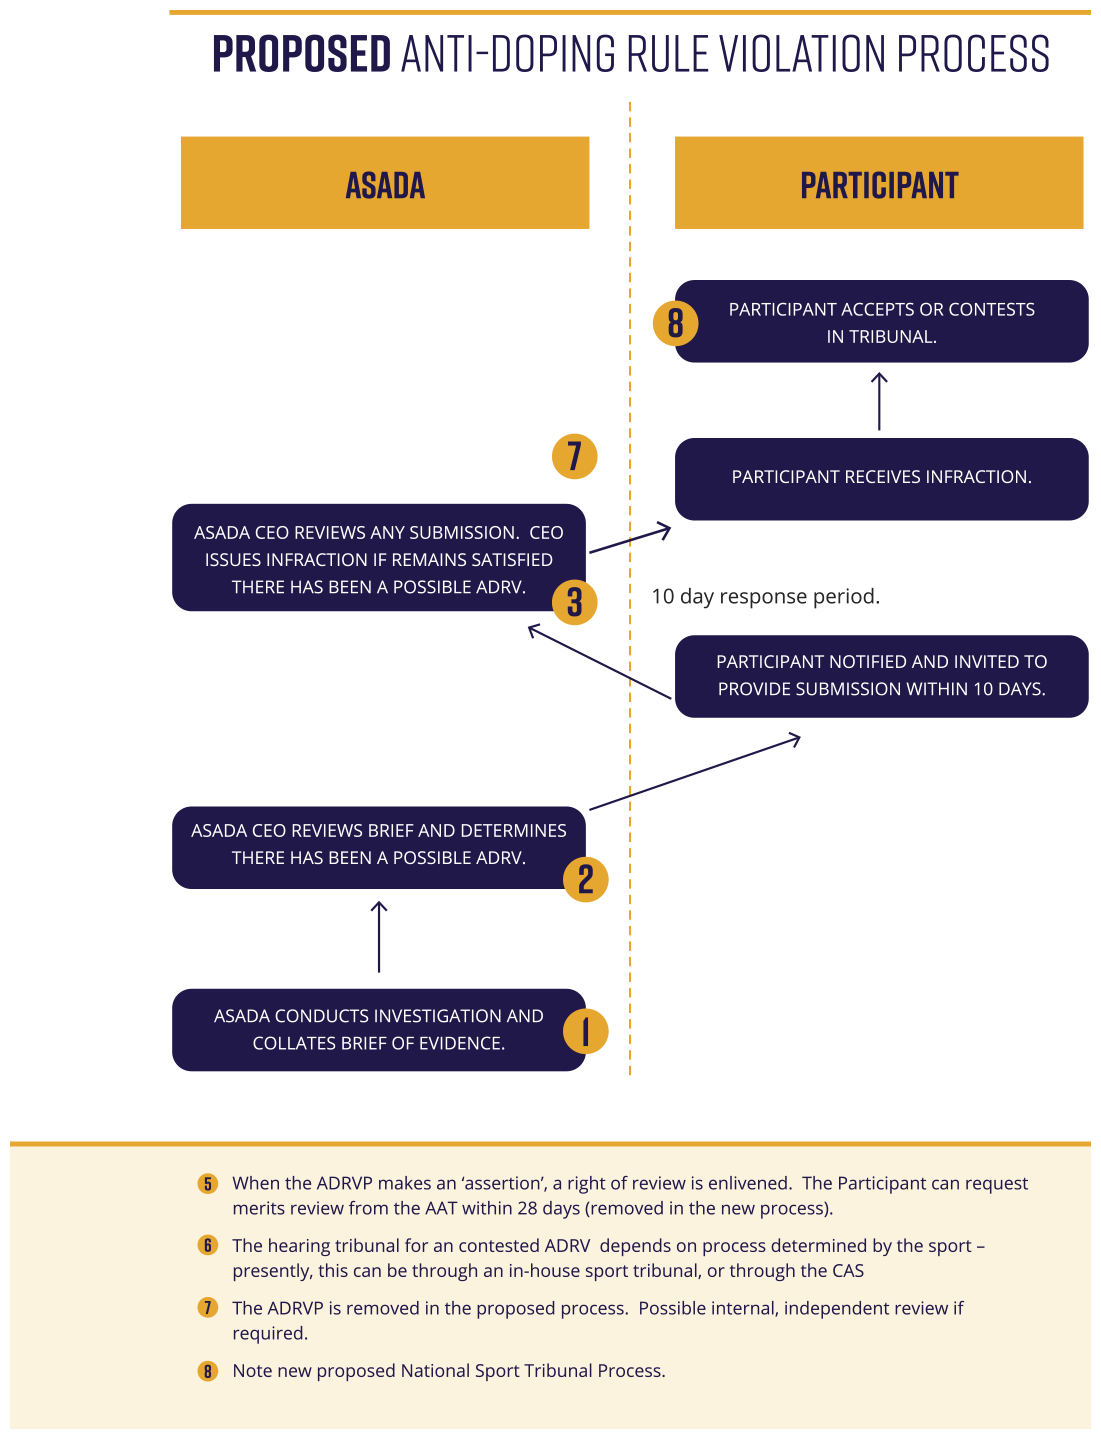 PROPOSED ANTI-DOPING RULE VIOLATION PROCESS
ASADA
PARTICIPANT
8
PARTICIPANT ACCEPTS OR CONTESTS
IN TRIBUNAL.
7
PARTICIPANT RECEIVES INFRACTION.
ASADA CEO REVIEWS ANY SUBMISSION. CEO
ISSUES INFRACTION IF REMAINS SATISFIED
THERE HAS BEEN A POSSIBLE ADRV.
3
10 day response period.
PARTICIPANT NOTIFIED AND INVITED TO
PROVIDE SUBMISSION WITHIN 10 DAYS.
ASADA CEO REVIEWS BRIEF AND DETERMINES
THERE HAS BEEN A POSSIBLE ADRV.
2
ASADA CONDUCTS INVESTIGATION AND
COLLATES BRIEF OF EVIDENCE.
1
5 When the ADRVP makes an ‘assertion’, a right of review is enlivened. The Participant can request
merits review from the AAT within 28 days (removed in the new process).
6 The hearing tribunal for an contested ADRV depends on process determined by the sport –
presently, this can be through an in-house sport tribunal, or through the CAS
7 The ADRVP is removed in the proposed process. Possible internal, independent review if
required.
8 Note new proposed National Sport Tribunal Process.